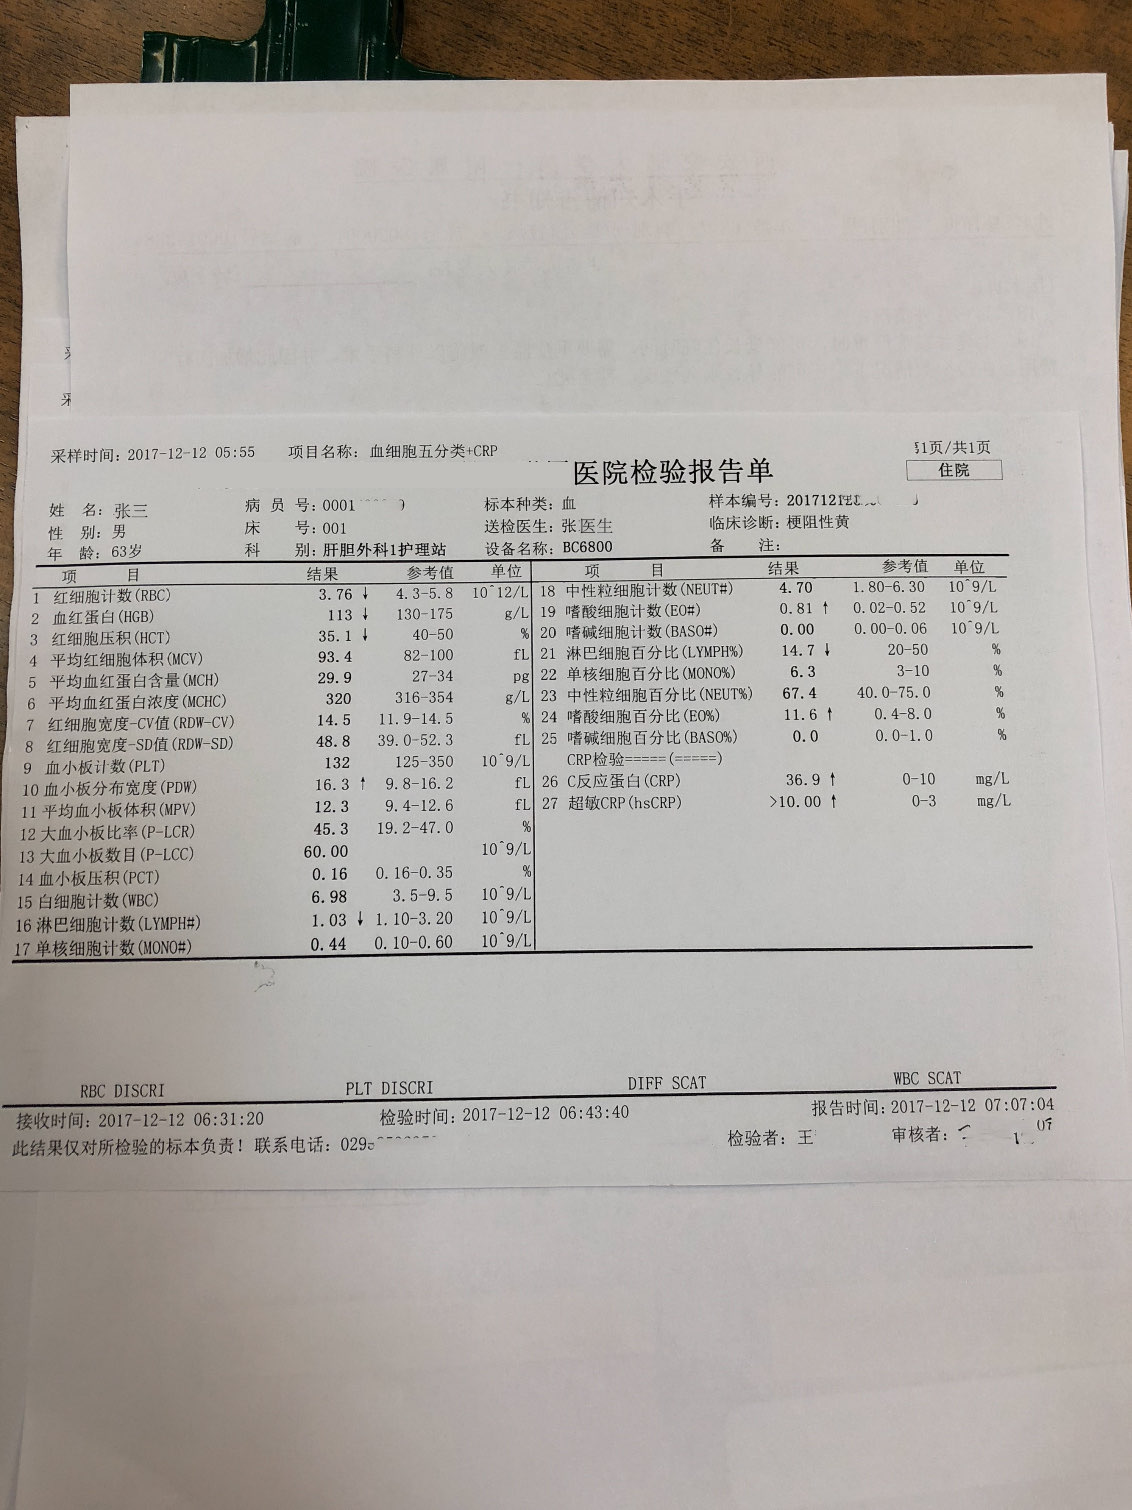 采样时间: 2017-12-12 05:55 项目名称: 血细胞五分类+CRP
1页/共1页
医院检验报告单
住院
姓 名: 张三 病 员 号: 0001 标本种类: 血 样本编号: 2017121
性 别: 男 床 号: 001 送检医生: 张医生 临床诊断: 梗阻性黄
年 龄: 63岁 科 别: 肝胆外科1护理站 设备名称: BC6800 备 注:
项 目 结果 参考值 单位 项 目 结果 参考值 单位
1 红细胞计数(RBC) 3.76 ↓ 4.3-5.8 10^12/L 18 中性粒细胞计数(NEUT#) 4.70 1.80-6.30 10^9/L
2 血红蛋白(HGB) 113 ↓ 130-175 g/L 19 嗜酸细胞计数(EO#) 0.81 ↑ 0.02-0.52 10^9/L
3 红细胞压积(HCT) 35.1 ↓ 40-50 % 20 嗜碱细胞计数(BASO#) 0.00 0.00-0.06 10^9/L
4 平均红细胞体积(MCV) 93.4 82-100 fL 21 淋巴细胞百分比(LYMPH%) 14.7 ↓ 20-50 %
5 平均血红蛋白含量(MCH) 29.9 27-34 pg 22 单核细胞百分比(MONO%) 6.3 3-10 %
6 平均血红蛋白浓度(MCHC) 320 316-354 g/L 23 中性粒细胞百分比(NEUT%) 67.4 40.0-75.0 %
7 红细胞宽度-CV值(RDW-CV) 14.5 11.9-14.5 % 24 嗜酸细胞百分比(EO%) 11.6 ↑ 0.4-8.0 %
8 红细胞宽度-SD值(RDW-SD) 48.8 39.0-52.3 fL 25 嗜碱细胞百分比(BASO%) 0.0 0.0-1.0 %
9 血小板计数(PLT) 132 125-350 10^9/L CRP检验=====(=====)
10 血小板分布宽度(PDW) 16.3 ↑ 9.8-16.2 fL 26 C反应蛋白(CRP) 36.9 ↑ 0-10 mg/L
11 平均血小板体积(MPV) 12.3 9.4-12.6 fL 27 超敏CRP(hsCRP) >10.00 ↑ 0-3 mg/L
12 大血小板比率(P-LCR) 45.3 19.2-47.0 %
13 大血小板数目(P-LCC) 60.00 10^9/L
14 血小板压积(PCT) 0.16 0.16-0.35 %
15 白细胞计数(WBC) 6.98 3.5-9.5 10^9/L
16 淋巴细胞计数(LYMPH#) 1.03 ↓ 1.10-3.20 10^9/L
17 单核细胞计数(MONO#) 0.44 0.10-0.60 10^9/L
RBC DISCRI PLT DISCRI DIFF SCAT WBC SCAT
接收时间: 2017-12-12 06:31:20 检验时间: 2017-12-12 06:43:40 报告时间: 2017-12-12 07:07:04
此结果仅对所检验的标本负责! 联系电话: 029 检验者: 王 审核者: